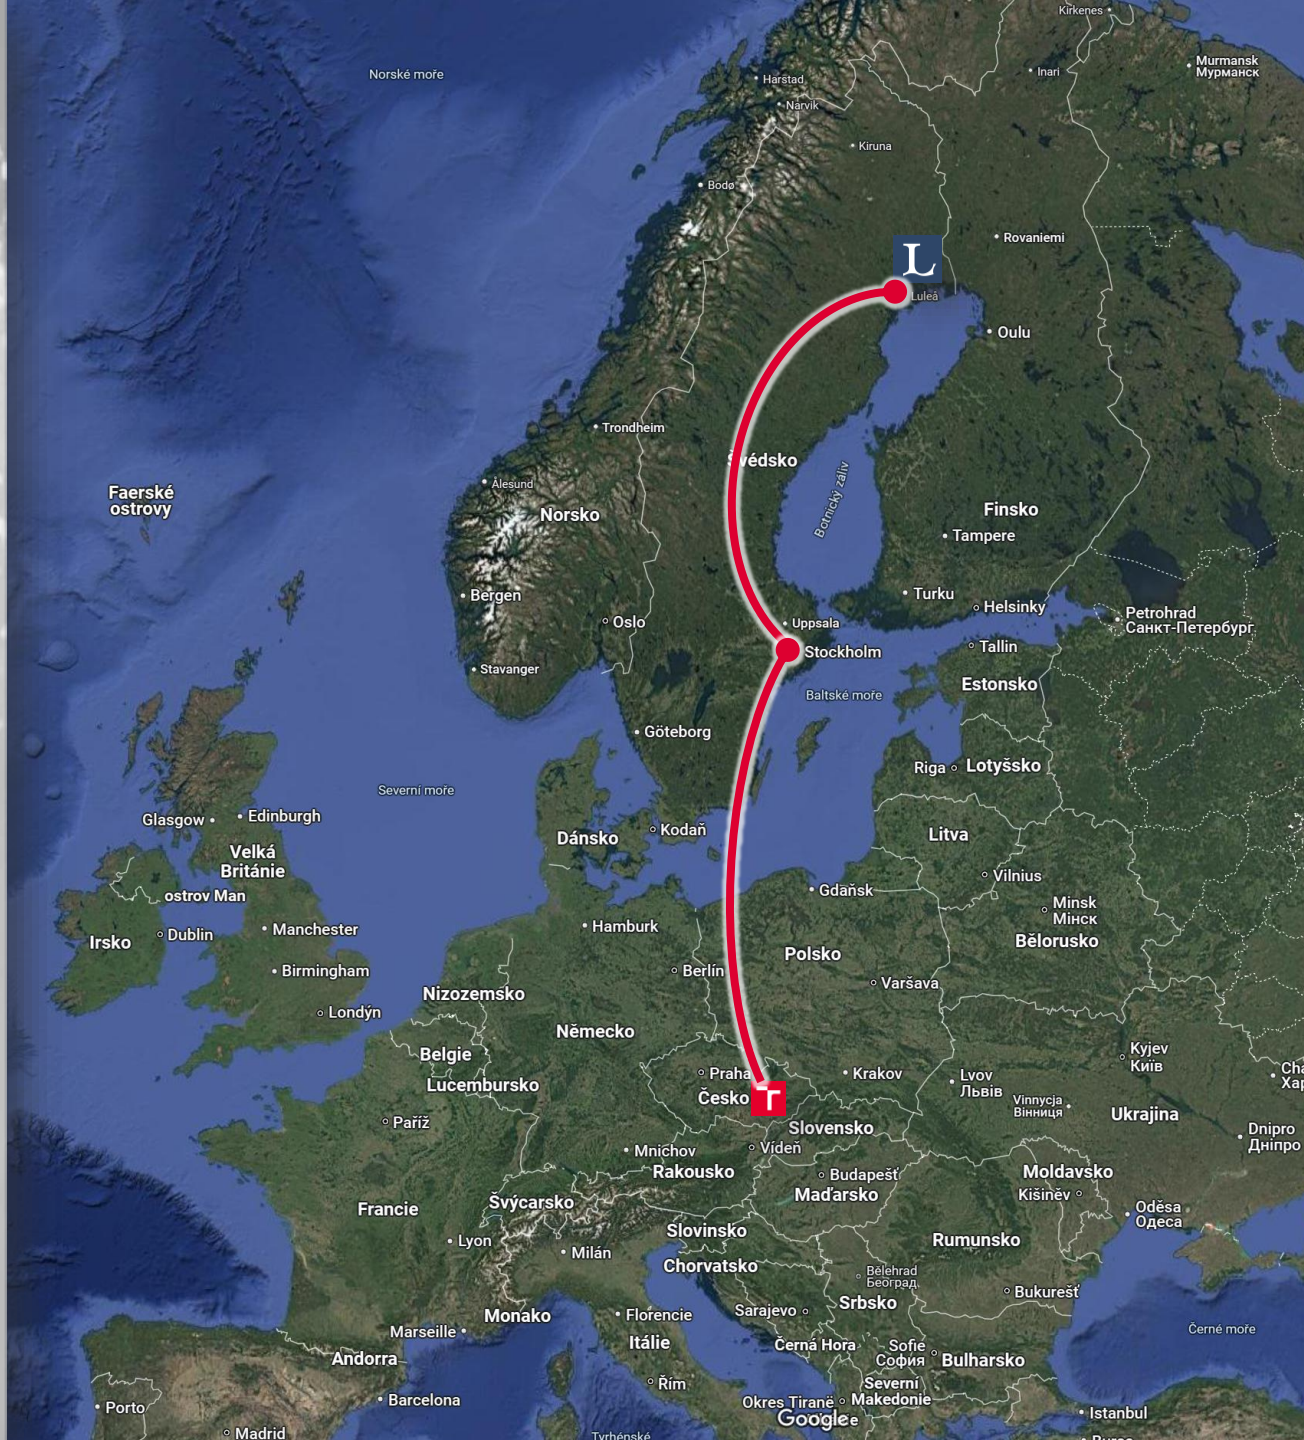 Kirkenes
Murmansk
Мурманск
Norské moře
Inari
Harstad
Narvik
Kiruna
Bodø
Rovaniemi
L
Luleå
Oulu
Trondheim
Švédsko
Ålesund
Faerské
ostrovy
Norsko
Botnický záliv
Finsko
Tampere
Bergen
Turku
Helsinky
Oslo
Uppsala
Petrohrad
Санкт-Петербург
Stockholm
Tallin
Stavanger
Estonsko
Baltské moře
Göteborg
Riga
Lotyšsko
Severní moře
Glasgow
Edinburgh
Kodaň
Dánsko
Litva
Velká
Británie
Vilnius
Gdaňsk
ostrov Man
Minsk
Мінск
Hamburk
Manchester
Dublin
Irsko
Bělorusko
Polsko
Birmingham
Berlín
Varšava
Nizozemsko
Londýn
Německo
Belgie
Kyjev
Київ
Praha
Krakov
Lvov
Львів
Lucembursko
Česko
T
Vinnycja
Вінниця
Ukrajina
Paříž
Slovensko
Dnipro
Дніпро
Mnichov
Vídeň
Rakousko
Budapešť
Moldavsko
Maďarsko
Kišiněv
Švýcarsko
Francie
Oděsa
Одеса
Slovinsko
Lyon
Rumunsko
Milán
Chorvatsko
Bělehrad
Београд
Bukurešť
Srbsko
Monako
Florencie
Sarajevo
Marseille
Itálie
Černá Hora
Sofie
София
Černé moře
Andorra
Bulharsko
Řím
Severní
Makedonie
Barcelona
Okres Tiranë
Porto
Google
Istanbul
Madrid
Tyrhénské